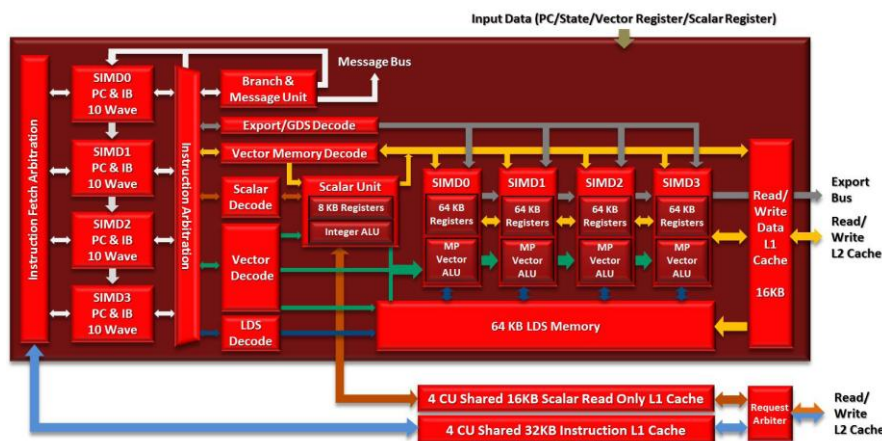 Input Data (PC/State/Vector Register/Scalar Register)
Instruction Fetch Arbitration
SIMD0
PC & IB
10 Wave
SIMD1
PC & IB
10 Wave
SIMD2
PC & IB
10 Wave
SIMD3
PC & IB
10 Wave
Instruction Arbitration
Branch &
Message Unit
Message Bus
Export/GDS Decode
Vector Memory Decode
Scalar
Decode
Scalar Unit
8 KB Registers
Integer ALU
Vector
Decode
LDS
Decode
SIMD0
64 KB
Registers
MP
Vector
ALU
SIMD1
64 KB
Registers
MP
Vector
ALU
SIMD2
64 KB
Registers
MP
Vector
ALU
SIMD3
64 KB
Registers
MP
Vector
ALU
64 KB LDS Memory
Read/
Write
Data
L1
Cache
16KB
Export
Bus
Read/
Write
L2 Cache
4 CU Shared 16KB Scalar Read Only L1 Cache
4 CU Shared 32KB Instruction L1 Cache
Request
Arbiter
Read/
Write
L2 Cache